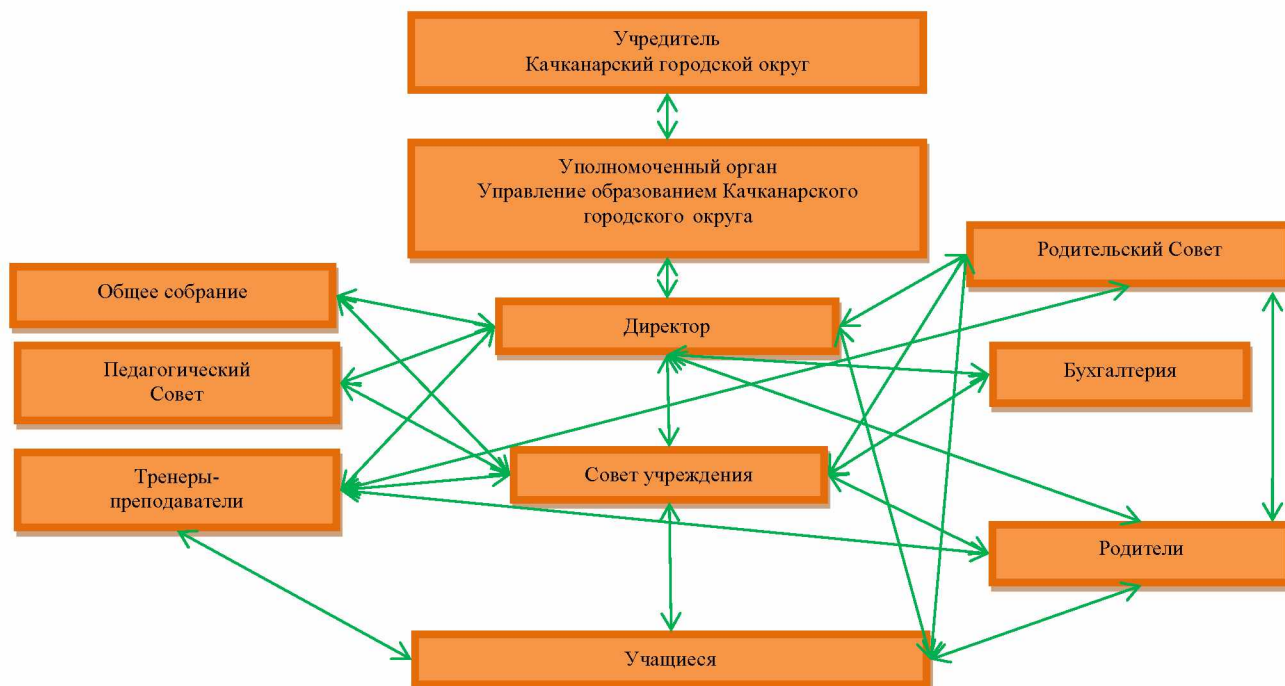 Учредитель
Качканарский городской округ
Уполномоченный орган
Управление образованием Качканарского
городского округа
Родительский Совет
Общее собрание
Директор
Педагогический
Совет
Бухгалтерия
Тренеры-
преподаватели
Совет учреждения
Родители
Учащиеся